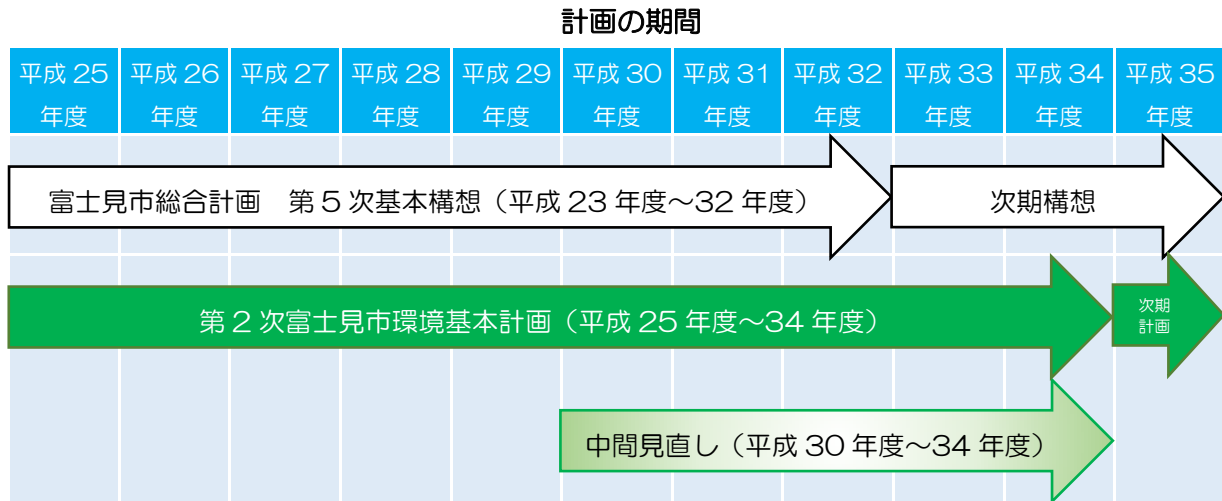 計画の期間
平成 25 年度
平成 26 年度
平成 27 年度
平成 28 年度
平成 29 年度
平成 30 年度
平成 31 年度
平成 32 年度
平成 33 年度
平成 34 年度
平成 35 年度
富士見市総合計画　第 5 次基本構想（平成 23 年度～32 年度）
次期構想
第 2 次富士見市環境基本計画（平成 25 年度～34 年度）
次期
計画
中間見直し（平成 30 年度～34 年度）